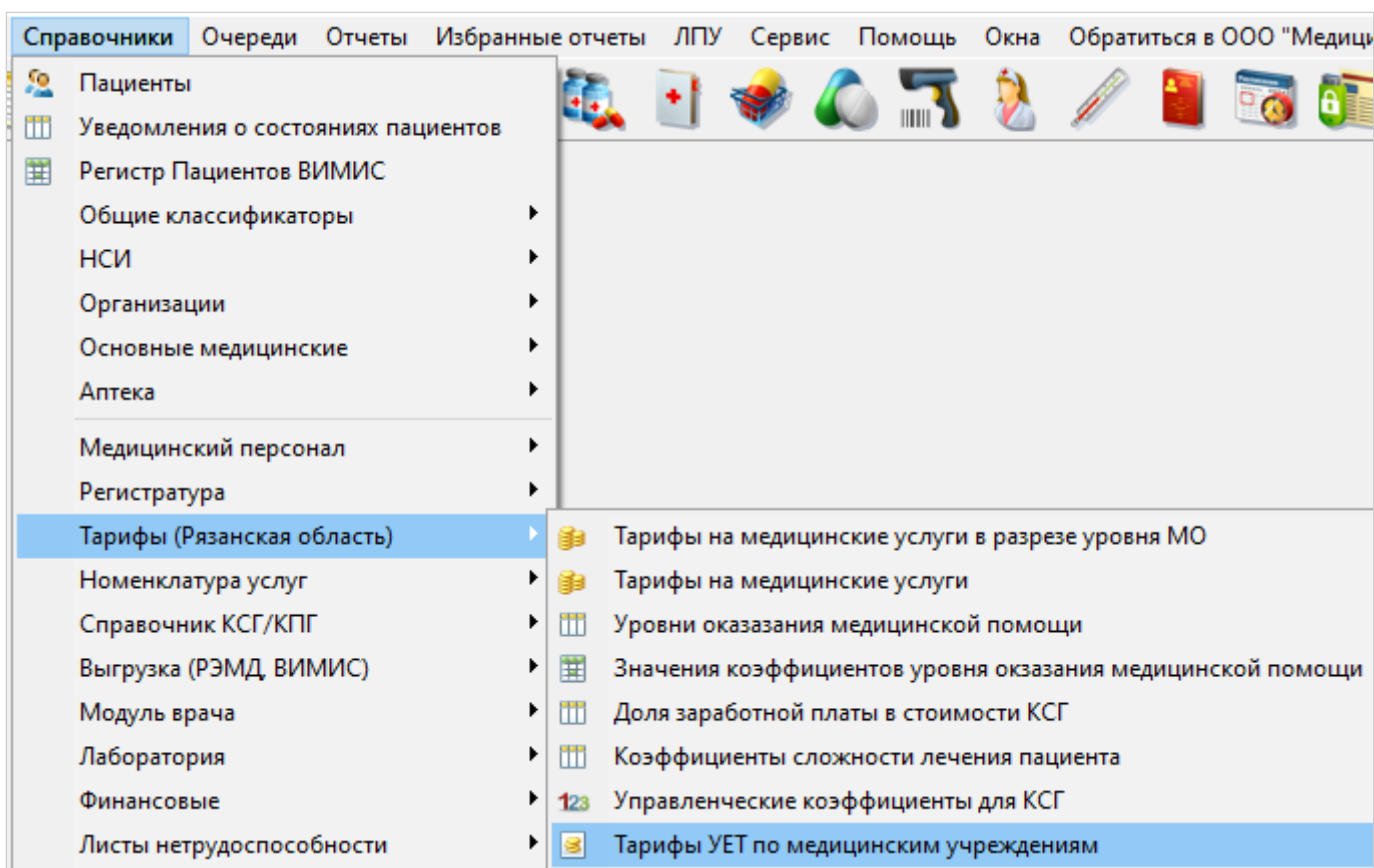 Справочники Очереди Отчеты Избранные отчеты ЛПУ Сервис Помощь Окна Обратиться в ООО "Медици
Пациенты
Уведомления о состояниях пациентов
Регистр Пациентов ВИМИС
Общие классификаторы
НСИ
Организации
Основные медицинские
Аптека
Медицинский персонал
Регистратура
Тарифы (Рязанская область)
Номенклатура услуг
Справочник КСГ/КПГ
Выгрузка (РЭМД, ВИМИС)
Модуль врача
Лаборатория
Финансовые
Листы нетрудоспособности
Тарифы на медицинские услуги в разрезе уровня МО
Тарифы на медицинские услуги
Уровни оказазания медицинской помощи
Значения коэффициентов уровня окзазания медицинской помощи
Доля заработной платы в стоимости КСГ
Коэффициенты сложности лечения пациента
123 Управленческие коэффициенты для КСГ
Тарифы УЕТ по медицинским учреждениям